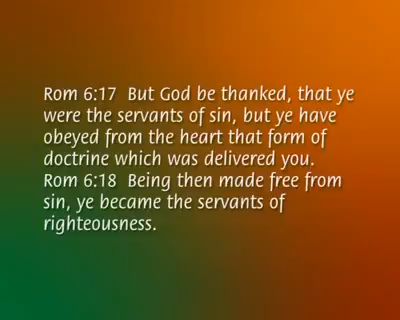 Rom 6:17  But God be thanked, that ye
were the servants of sin, but ye have
obeyed from the heart that form of
doctrine which was delivered you.
Rom 6:18  Being then made free from
sin, ye became the servants of
righteousness.